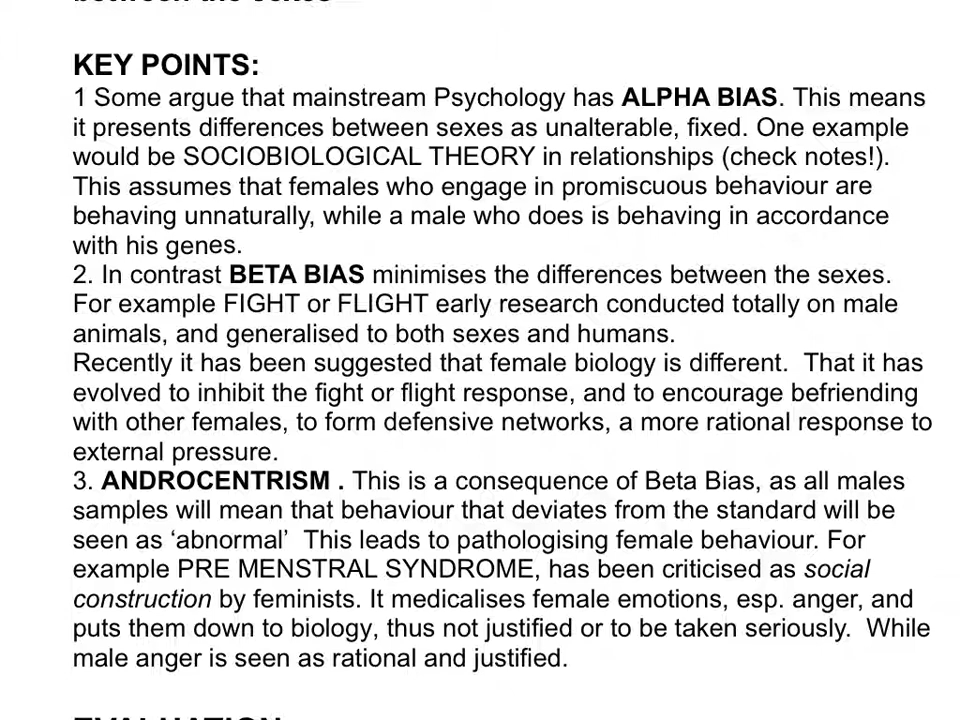 between the sexes
KEY POINTS:
1 Some argue that mainstream Psychology has ALPHA BIAS. This means
it presents differences between sexes as unalterable, fixed. One example
would be SOCIOBIOLOGICAL THEORY in relationships (check notes!).
This assumes that females who engage in promiscuous behaviour are
behaving unnaturally, while a male who does is behaving in accordance
with his genes.
2. In contrast BETA BIAS minimises the differences between the sexes.
For example FIGHT or FLIGHT early research conducted totally on male
animals, and generalised to both sexes and humans.
Recently it has been suggested that female biology is different.  That it has
evolved to inhibit the fight or flight response, and to encourage befriending
with other females, to form defensive networks, a more rational response to
external pressure.
3. ANDROCENTRISM . This is a consequence of Beta Bias, as all males
samples will mean that behaviour that deviates from the standard will be
seen as ‘abnormal’  This leads to pathologising female behaviour. For
example PRE MENSTRAL SYNDROME, has been criticised as social
construction by feminists. It medicalises female emotions, esp. anger, and
puts them down to biology, thus not justified or to be taken seriously.  While
male anger is seen as rational and justified.
EVALUATION